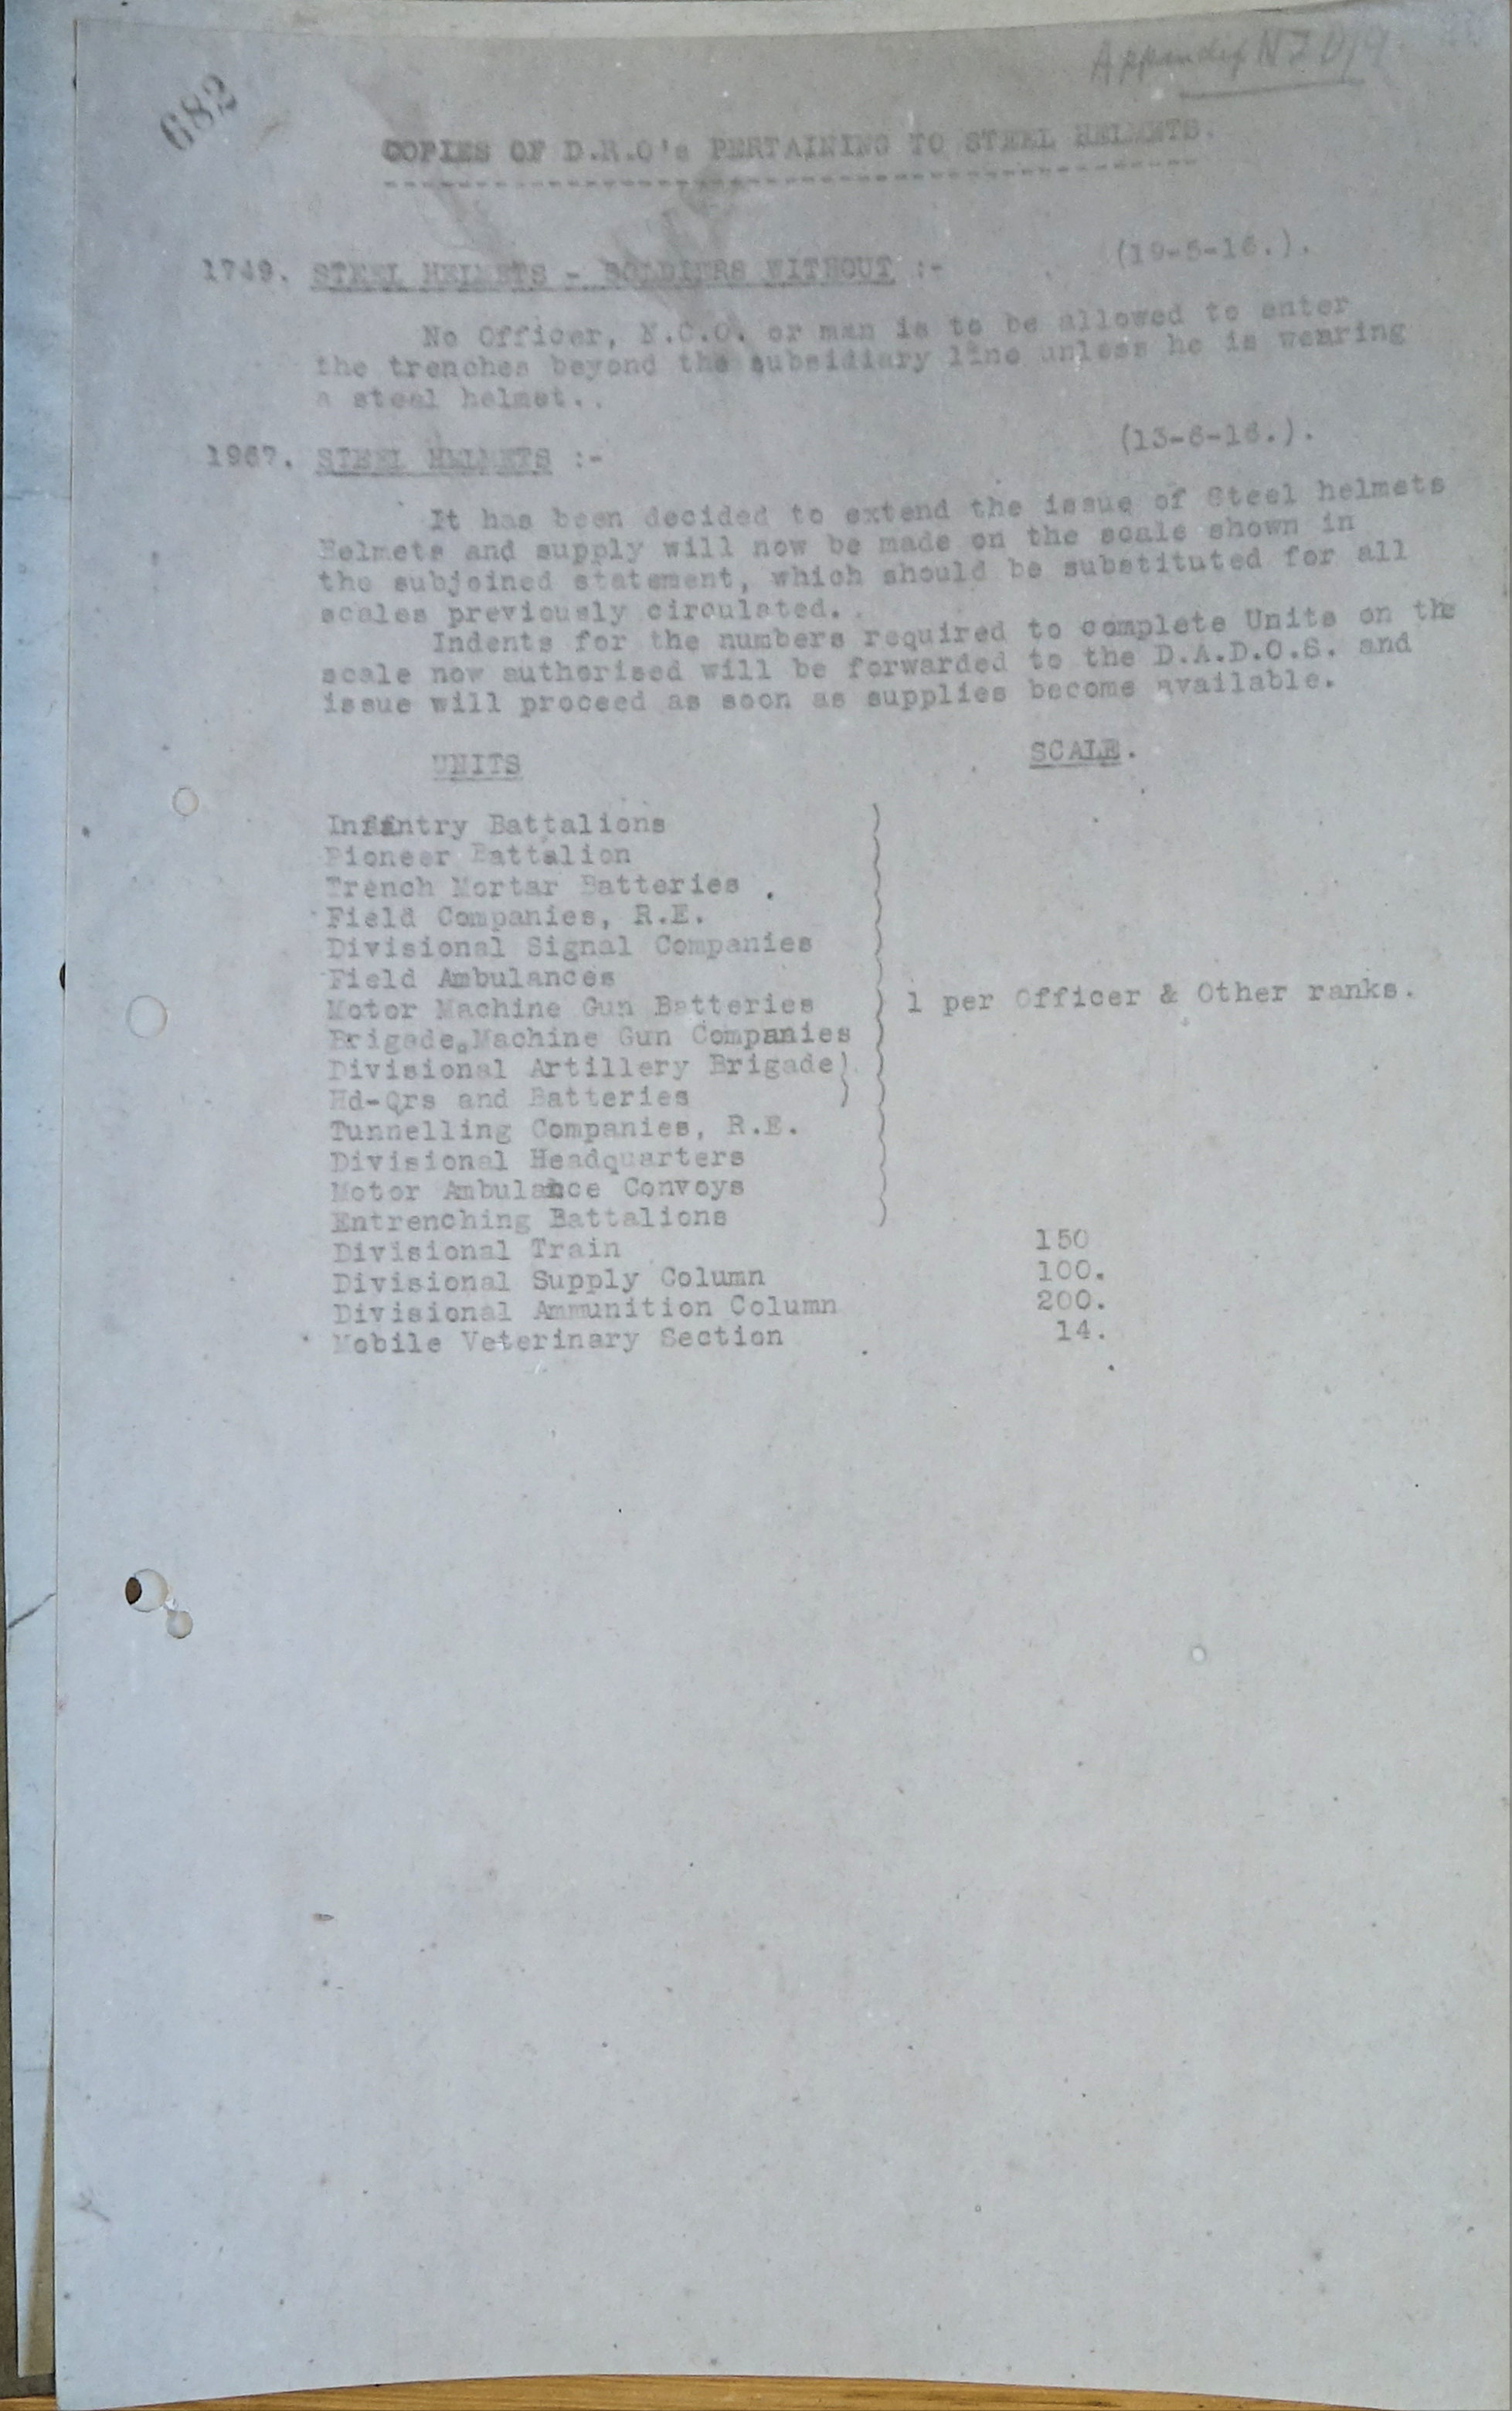 Appendix
682
COPIES OF D.R.O's PERTAINING TO STEEL HELMETS.
1749. STEEL HELMETS - SOLDIERS WITHOUT :- (19-5-16.).
No Officer, N.C.O. or man is to be allowed to enter
the trenches beyond the subsidiary line unless he is wearing
a steel helmet..
1967. STEEL HELMETS :- (13-6-16.).
It has been decided to extend the issue of Steel helmets
Helmets and supply will now be made on the scale shown in
the subjoined statement, which should be substituted for all
scales previously circulated..
Indents for the numbers required to complete Units on the
scale now authorised will be forwarded to the D.A.D.O.S. and
issue will proceed as soon as supplies become available.
UNITS SCALE.
Infantry Battalions
Pioneer Battalion
Trench Mortar Batteries .
Field Companies, R.E.
Divisional Signal Companies
Field Ambulances
Motor Machine Gun Batteries 1 per Officer & Other ranks.
Brigade Machine Gun Companies
Divisional Artillery Brigade)
Hd-Qrs and Batteries )
Tunnelling Companies, R.E.
Divisional Headquarters
Motor Ambulance Convoys
Entrenching Battalions
Divisional Train 150
Divisional Supply Column 100.
Divisional Ammunition Column 200.
Mobile Veterinary Section 14.